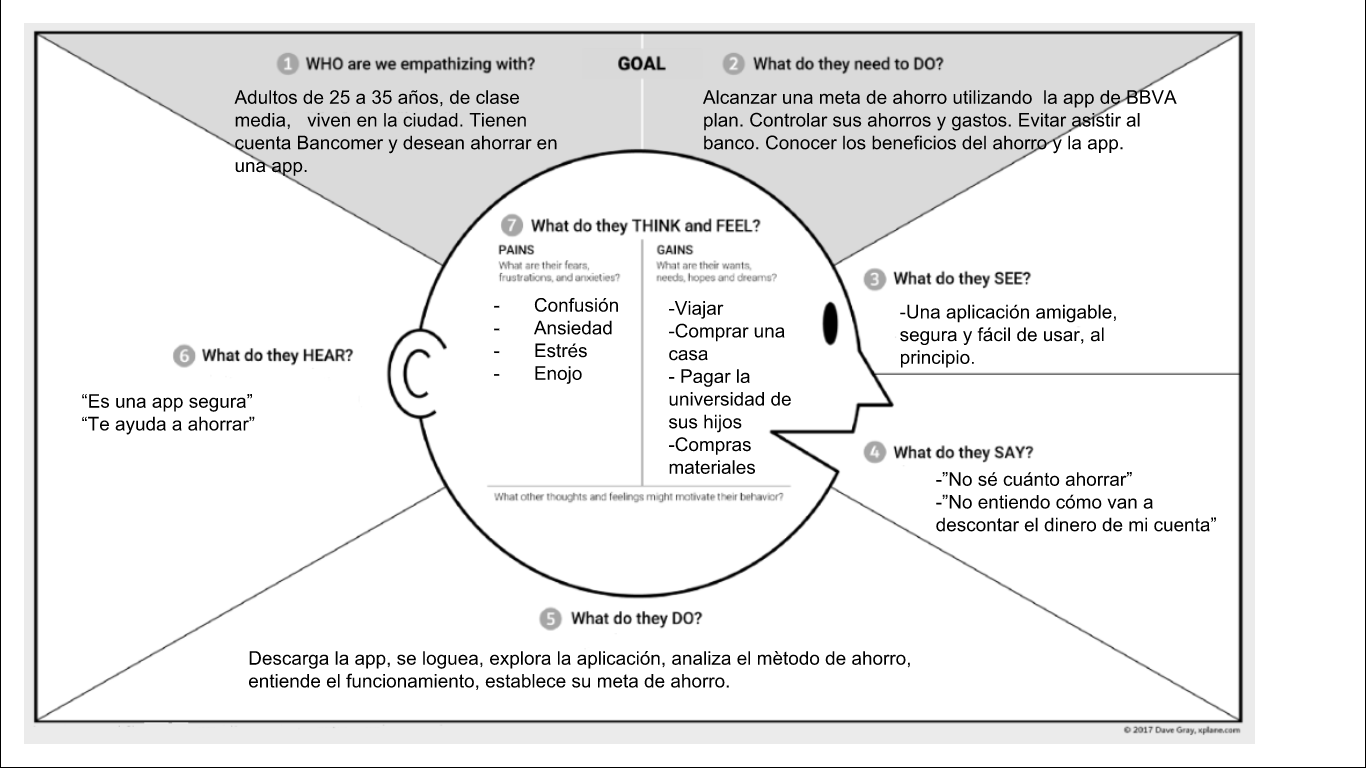 1 WHO are we empathizing with?
Adultos de 25 a 35 años, de clase
media, viven en la ciudad. Tienen
cuenta Bancomer y desean ahorrar en
una app.
GOAL
2 What do they need to DO?
Alcanzar una meta de ahorro utilizando la app de BBVA
plan. Controlar sus ahorros y gastos. Evitar asistir al
banco. Conocer los beneficios del ahorro y la app.
7 What do they THINK and FEEL?
PAINS
What are their fears,
frustrations, and anxieties?
- Confusión
- Ansiedad
- Estrés
- Enojo
GAINS
What are their wants,
needs, hopes and dreams?
-Viajar
-Comprar una
casa
- Pagar la
universidad de
sus hijos
-Compras
materiales
What other thoughts and feelings might motivate their behavior?
3 What do they SEE?
-Una aplicación amigable,
segura y fácil de usar, al
principio.
4 What do they SAY?
-”No sé cuánto ahorrar”
-”No entiendo cómo van a
descontar el dinero de mi cuenta”
5 What do they DO?
Descarga la app, se loguea, explora la aplicación, analiza el mètodo de ahorro,
entiende el funcionamiento, establece su meta de ahorro.
6 What do they HEAR?
“Es una app segura”
“Te ayuda a ahorrar”
© 2017 Dave Gray, xplane.com